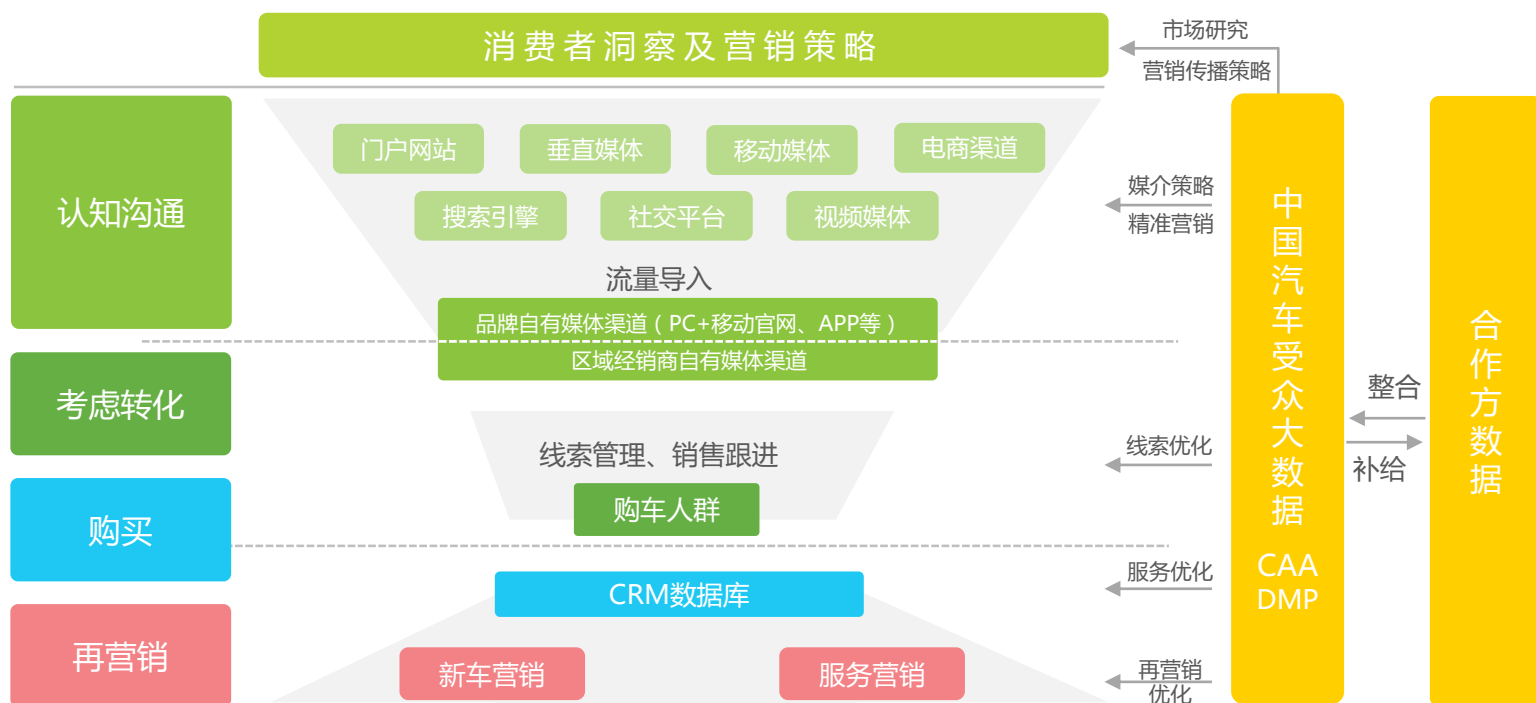 消费者洞察及营销策略
市场研究
营销传播策略
认知沟通
门户网站
垂直媒体
移动媒体
电商渠道
搜索引擎
社交平台
视频媒体
流量导入
品牌自有媒体渠道（PC+移动官网、APP等）
区域经销商自有媒体渠道
媒介策略
精准营销
考虑转化
线索管理、销售跟进
线索优化
购买
购车人群
CRM数据库
服务优化
再营销
新车营销
服务营销
再营销
优化
中国汽车受众大数据
CAA
DMP
整合
补给
合作方数据